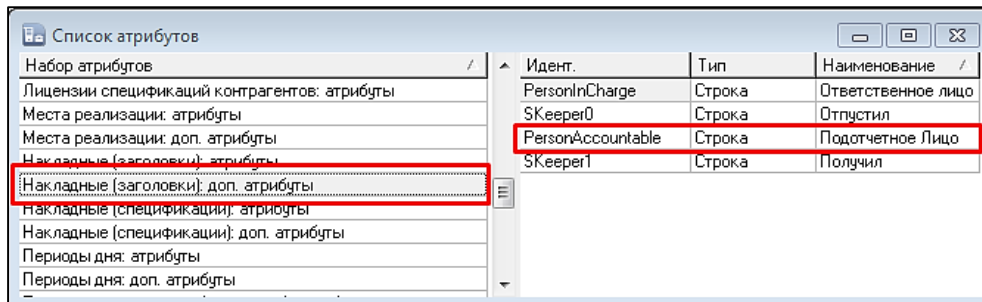 Список атрибутов
Набор атрибутов
Лицензии спецификаций контрагентов: атрибуты
Места реализации: атрибуты
Места реализации: доп. атрибуты
Накладные (заголовки): атрибуты
Накладные (заголовки): доп. атрибуты
Накладные (спецификации): атрибуты
Накладные (спецификации): доп. атрибуты
Периоды дня: атрибуты
Периоды дня: доп. атрибуты
Идент. Тип Наименование
PersonInCharge Строка Ответственное лицо
SKeeper0 Строка Отпустил
PersonAccountable Строка Подотчетное Лицо
SKeeper1 Строка Получил